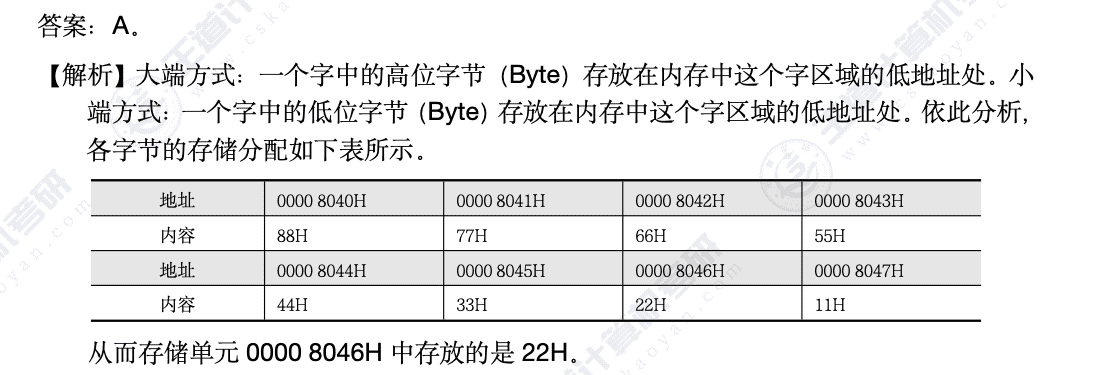 答案：A。
【解析】大端方式：一个字中的高位字节（Byte）存放在内存中这个字区域的低地址处。小
端方式：一个字中的低位字节（Byte）存放在内存中这个字区域的低地址处。依此分析，
各字节的存储分配如下表所示。
地址 0000 8040H 0000 8041H 0000 8042H 0000 8043H
内容 88H 77H 66H 55H
地址 0000 8044H 0000 8045H 0000 8046H 0000 8047H
内容 44H 33H 22H 11H
从而存储单元 0000 8046H 中存放的是 22H。